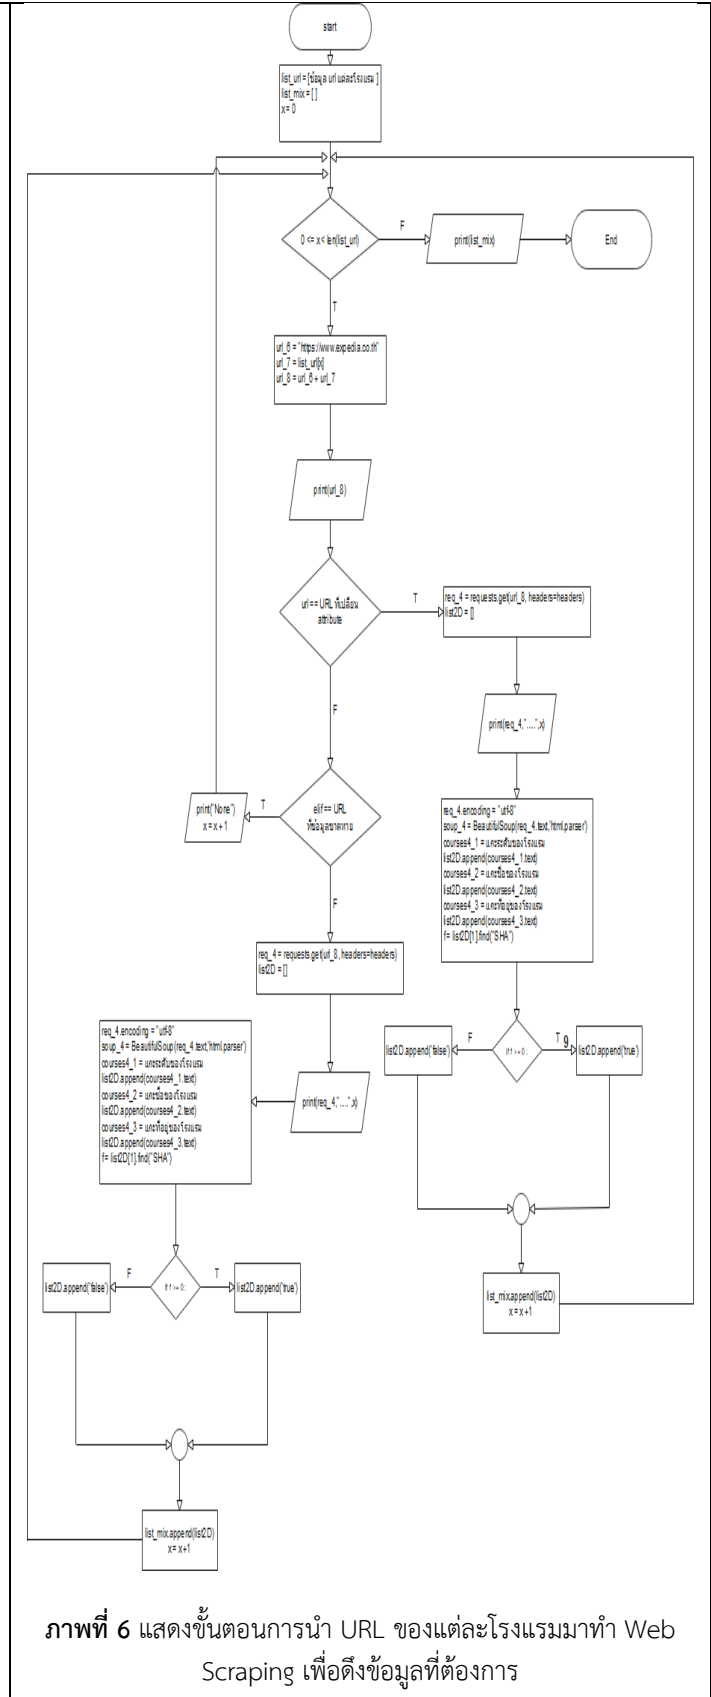 start
list_url = [ข้อมูล url แต่ละโรงแรม ]
list_mix = [ ]
x = 0
0 <= x < len(list_url)
F
print(list_mix)
End
T
url_6 = "https://www.expedia.co.th"
url_7 = list_url[x]
url_8 = url_6 + url_7
print(url_8)
url == URL ที่เปลี่ยน
attribute
T
req_4 = requests.get(url_8, headers=headers)
list2D = []
F
print(req_4,".....",x)
elif == URL
ที่ข้อมูลขาดหาย
T
print("None")
x = x + 1
req_4.encoding = "utf-8"
soup_4 = BeautifulSoup(req_4.text,'html.parser')
courses4_1 = แกะระดับของโรงแรม
list2D.append(courses4_1.text)
courses4_2 = แกะชื่อของโรงแรม
list2D.append(courses4_2.text)
courses4_3 = แกะที่อยู่ของโรงแรม
list2D.append(courses4_3.text)
f= list2D[1].find("SHA")
F
req_4 = requests.get(url_8, headers=headers)
list2D = []
list2D.append('false')
F
if f >= 0 :
T
9
list2D.append('true')
req_4.encoding = "utf-8"
soup_4 = BeautifulSoup(req_4.text,'html.parser')
courses4_1 = แกะระดับของโรงแรม
list2D.append(courses4_1.text)
courses4_2 = แกะชื่อของโรงแรม
list2D.append(courses4_2.text)
courses4_3 = แกะที่อยู่ของโรงแรม
list2D.append(courses4_3.text)
f= list2D[1].find("SHA")
print(req_4,".....",x)
list2D.append('false')
F
if f >= 0 :
T
list2D.append('true')
list_mix.append(list2D)
x = x +1
list_mix.append(list2D)
x = x+1
ภาพที่ 6 แสดงขั้นตอนการนำ URL ของแต่ละโรงแรมมาทำ Web
Scraping เพื่อดึงข้อมูลที่ต้องการ